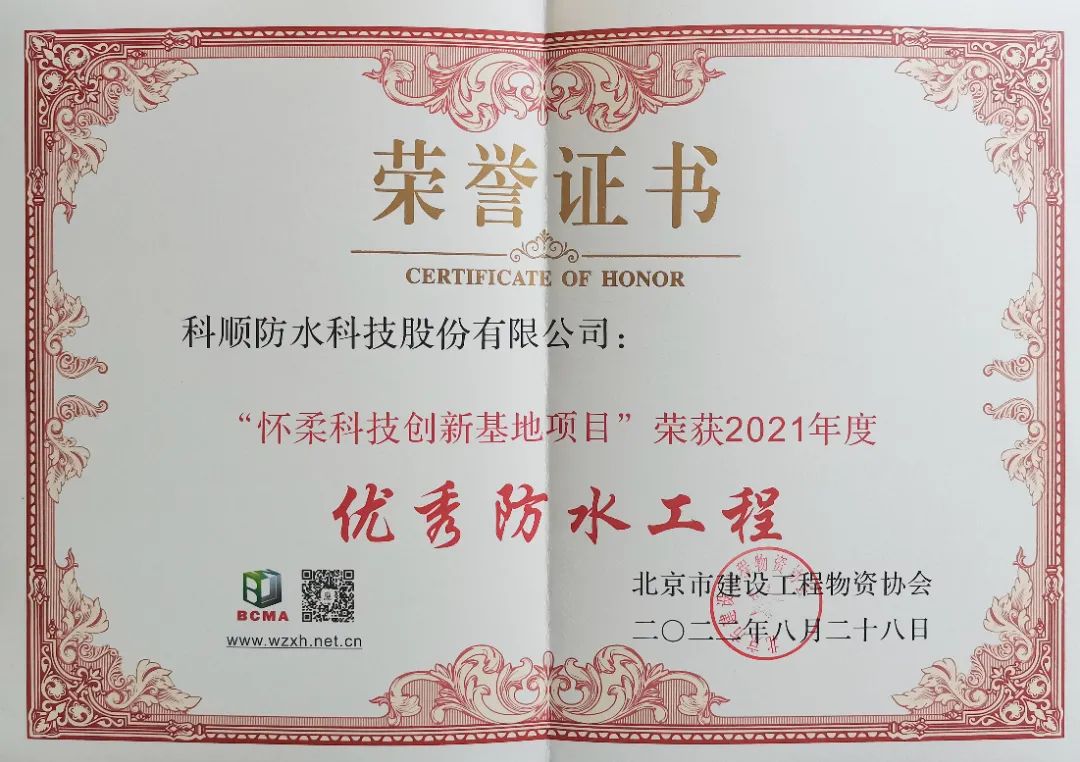 荣誉证书
CERTIFICATE OF HONOR
科顺防水科技股份有限公司：
“怀柔科技创新基地项目”荣获2021年度
优秀防水工程
BCMA
www.wzxh.net.cn
北京市建设工程物资协会
二〇二 年八月二十八日